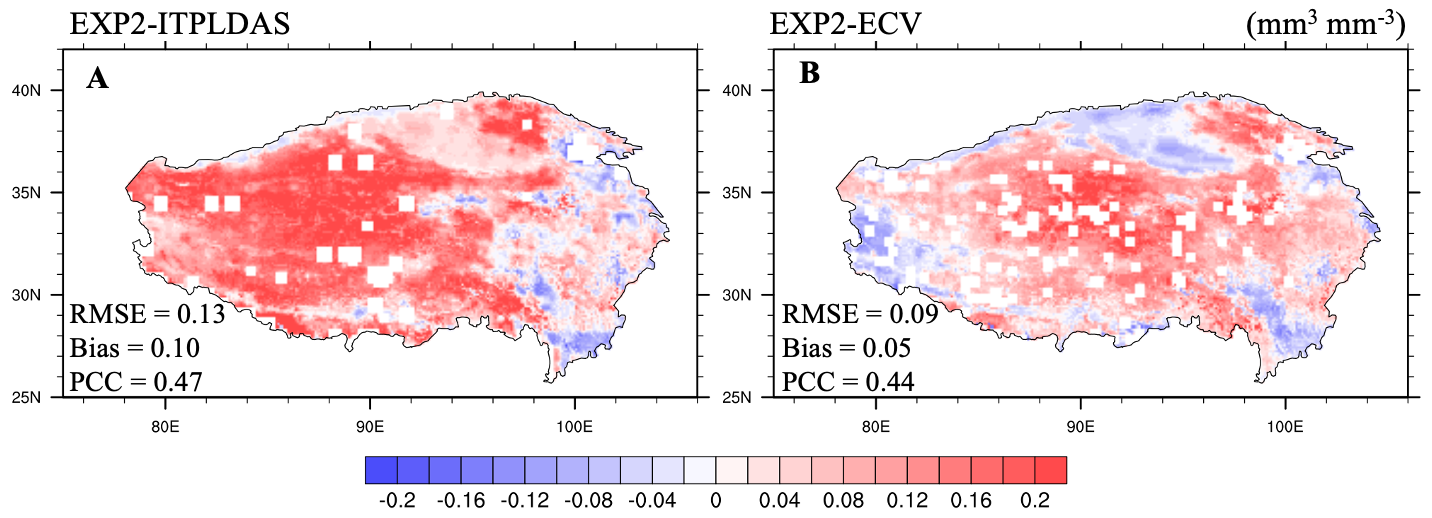 EXP2-ITPLDAS
EXP2-ECV
(mm³ mm⁻³)
A
B
40N
35N
30N
25N
RMSE = 0.13
Bias = 0.10
PCC = 0.47
80E
90E
100E
40N
35N
30N
25N
RMSE = 0.09
Bias = 0.05
PCC = 0.44
80E
90E
100E
-0.2 -0.16 -0.12 -0.08 -0.04 0 0.04 0.08 0.12 0.16 0.2